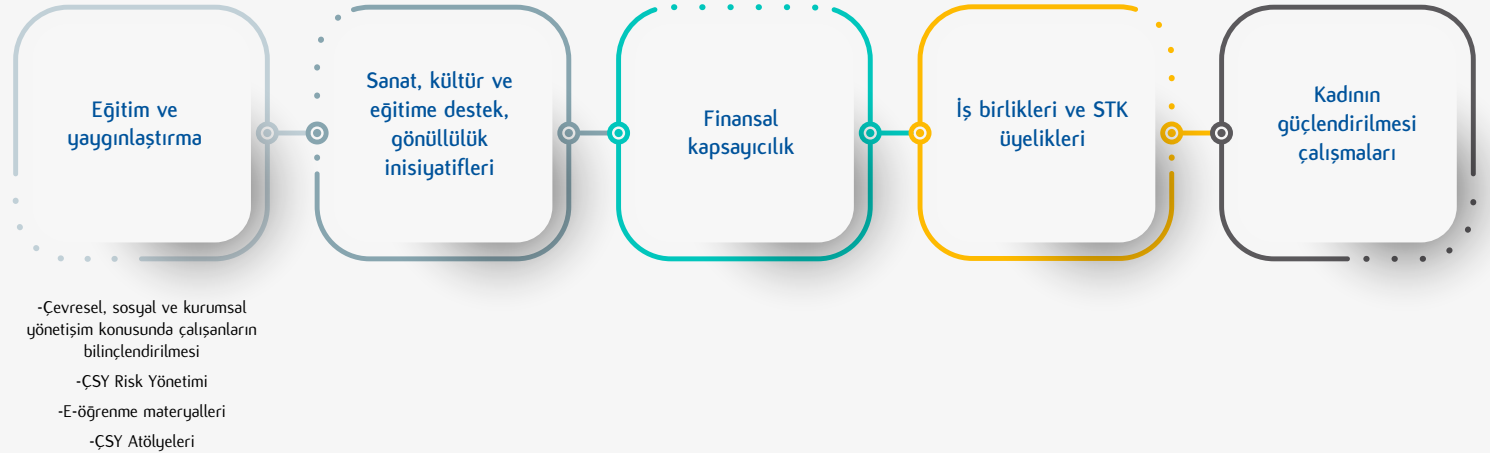 Eğitim ve
yaygınlaştırma
Sanat, kültür ve
eğitime destek,
gönüllülük
inisiyatifleri
Finansal
kapsayıcılık
İş birlikleri ve STK
üyelikleri
Kadının
güçlendirilmesi
çalışmaları
-Çevresel, sosyal ve kurumsal
yönetişim konusunda çalışanların
bilinçlendirilmesi
-ÇSY Risk Yönetimi
-E-öğrenme materyalleri
-ÇSY Atölyeleri